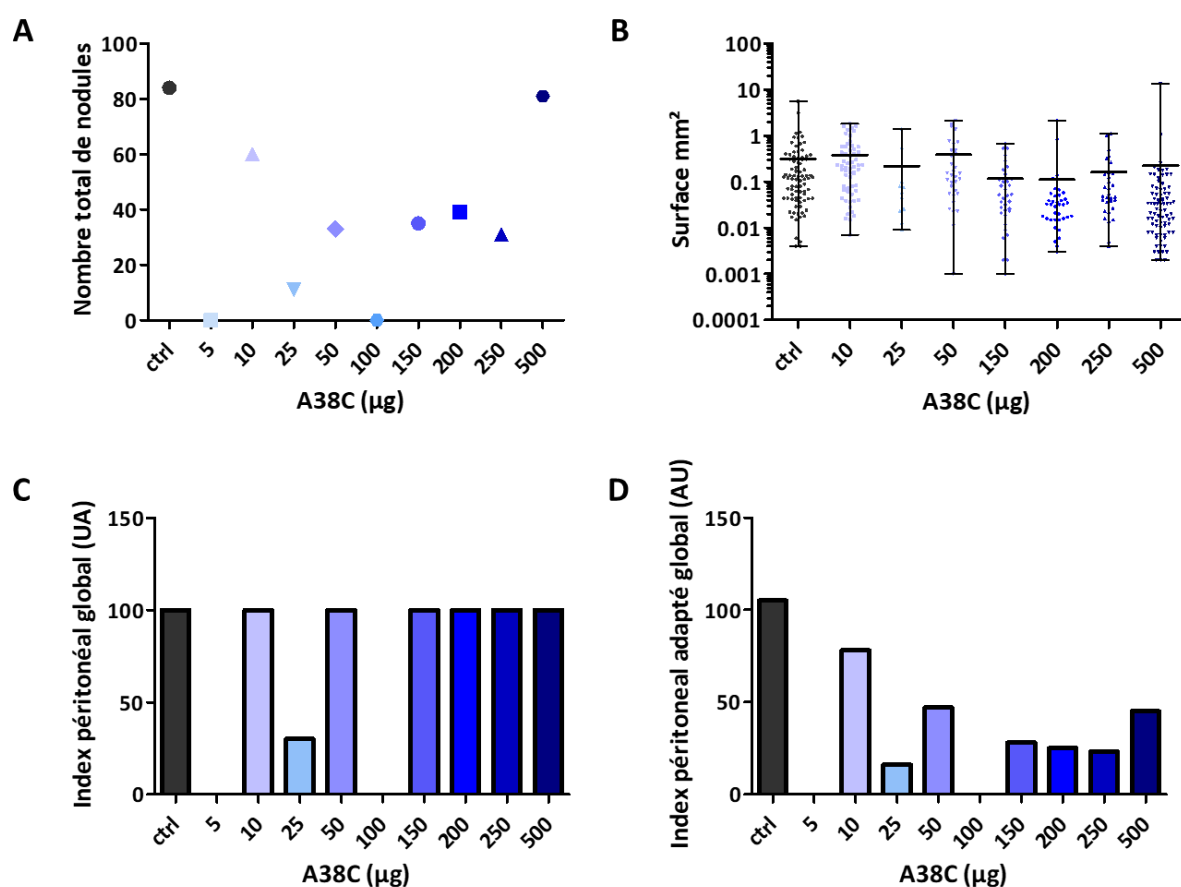 A
Nombre total de nodules
100
80
60
40
20
0
ctrl 5 10 25 50 100 150 200 250 500
A38C (µg)
B
Surface mm²
100
10
1
0.1
0.01
0.001
0.0001
ctrl 10 25 50 150 200 250 500
A38C (µg)
C
Index péritonéal global (UA)
150
100
50
0
ctrl 5 10 25 50 100 150 200 250 500
A38C (µg)
D
Index péritoneal adapté global (AU)
150
100
50
0
ctrl 5 10 25 50 100 150 200 250 500
A38C (µg)